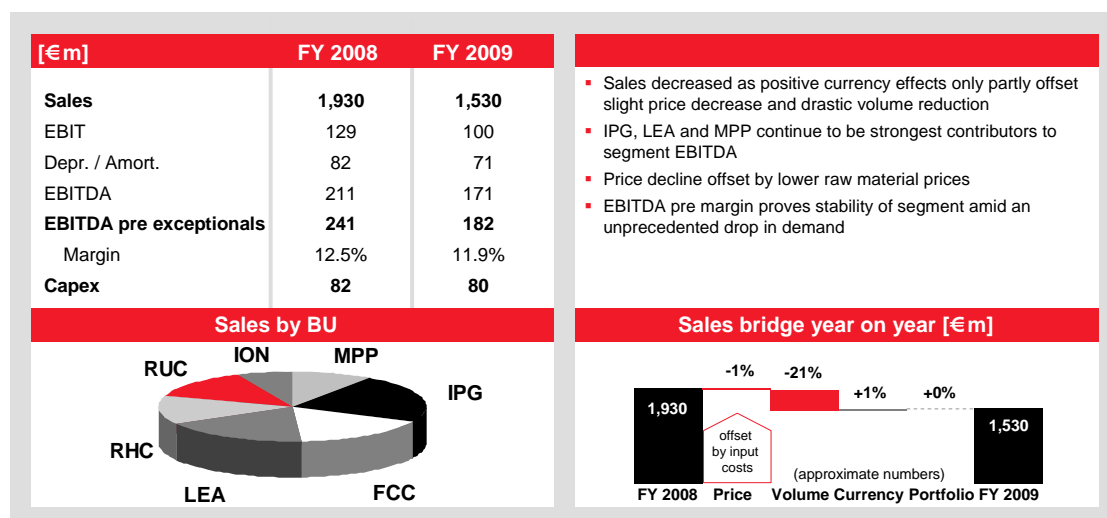 [€m] FY 2008 FY 2009
Sales 1,930 1,530
EBIT 129 100
Depr. / Amort. 82 71
EBITDA 211 171
EBITDA pre exceptionals 241 182
Margin 12.5% 11.9%
Capex 82 80
▪ Sales decreased as positive currency effects only partly offset
slight price decrease and drastic volume reduction
▪ IPG, LEA and MPP continue to be strongest contributors to
segment EBITDA
▪ Price decline offset by lower raw material prices
▪ EBITDA pre margin proves stability of segment amid an
unprecedented drop in demand
Sales by BU
ION MPP
RUC
IPG
RHC
LEA FCC
Sales bridge year on year [€m]
-1% -21%
+1% +0%
1,930
1,530
offset
by input
costs
(approximate numbers)
FY 2008 Price Volume Currency Portfolio FY 2009